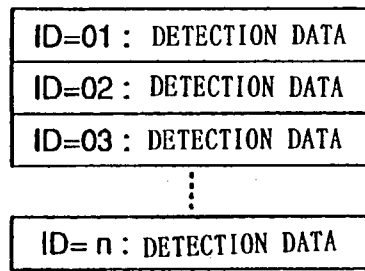 ID=01 : DETECTION DATA
ID=02 : DETECTION DATA
ID=03 : DETECTION DATA
ID= n : DETECTION DATA